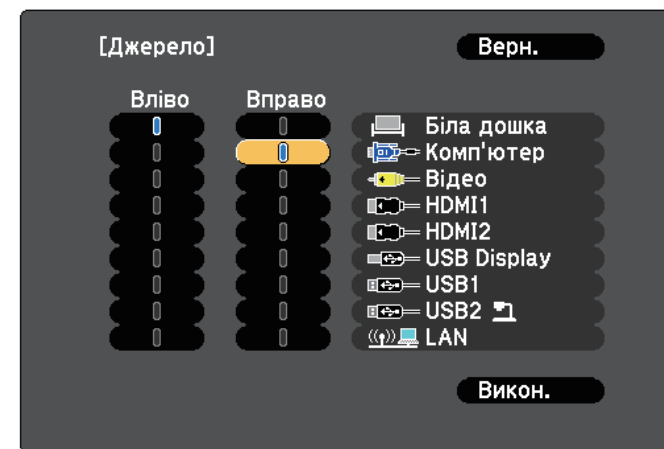 [Джерело] Верн.
Вліво Вправо
Біла дошка
Комп'ютер
Відео
HDMI1
HDMI2
USB Display
USB1
USB2
LAN
Викон.